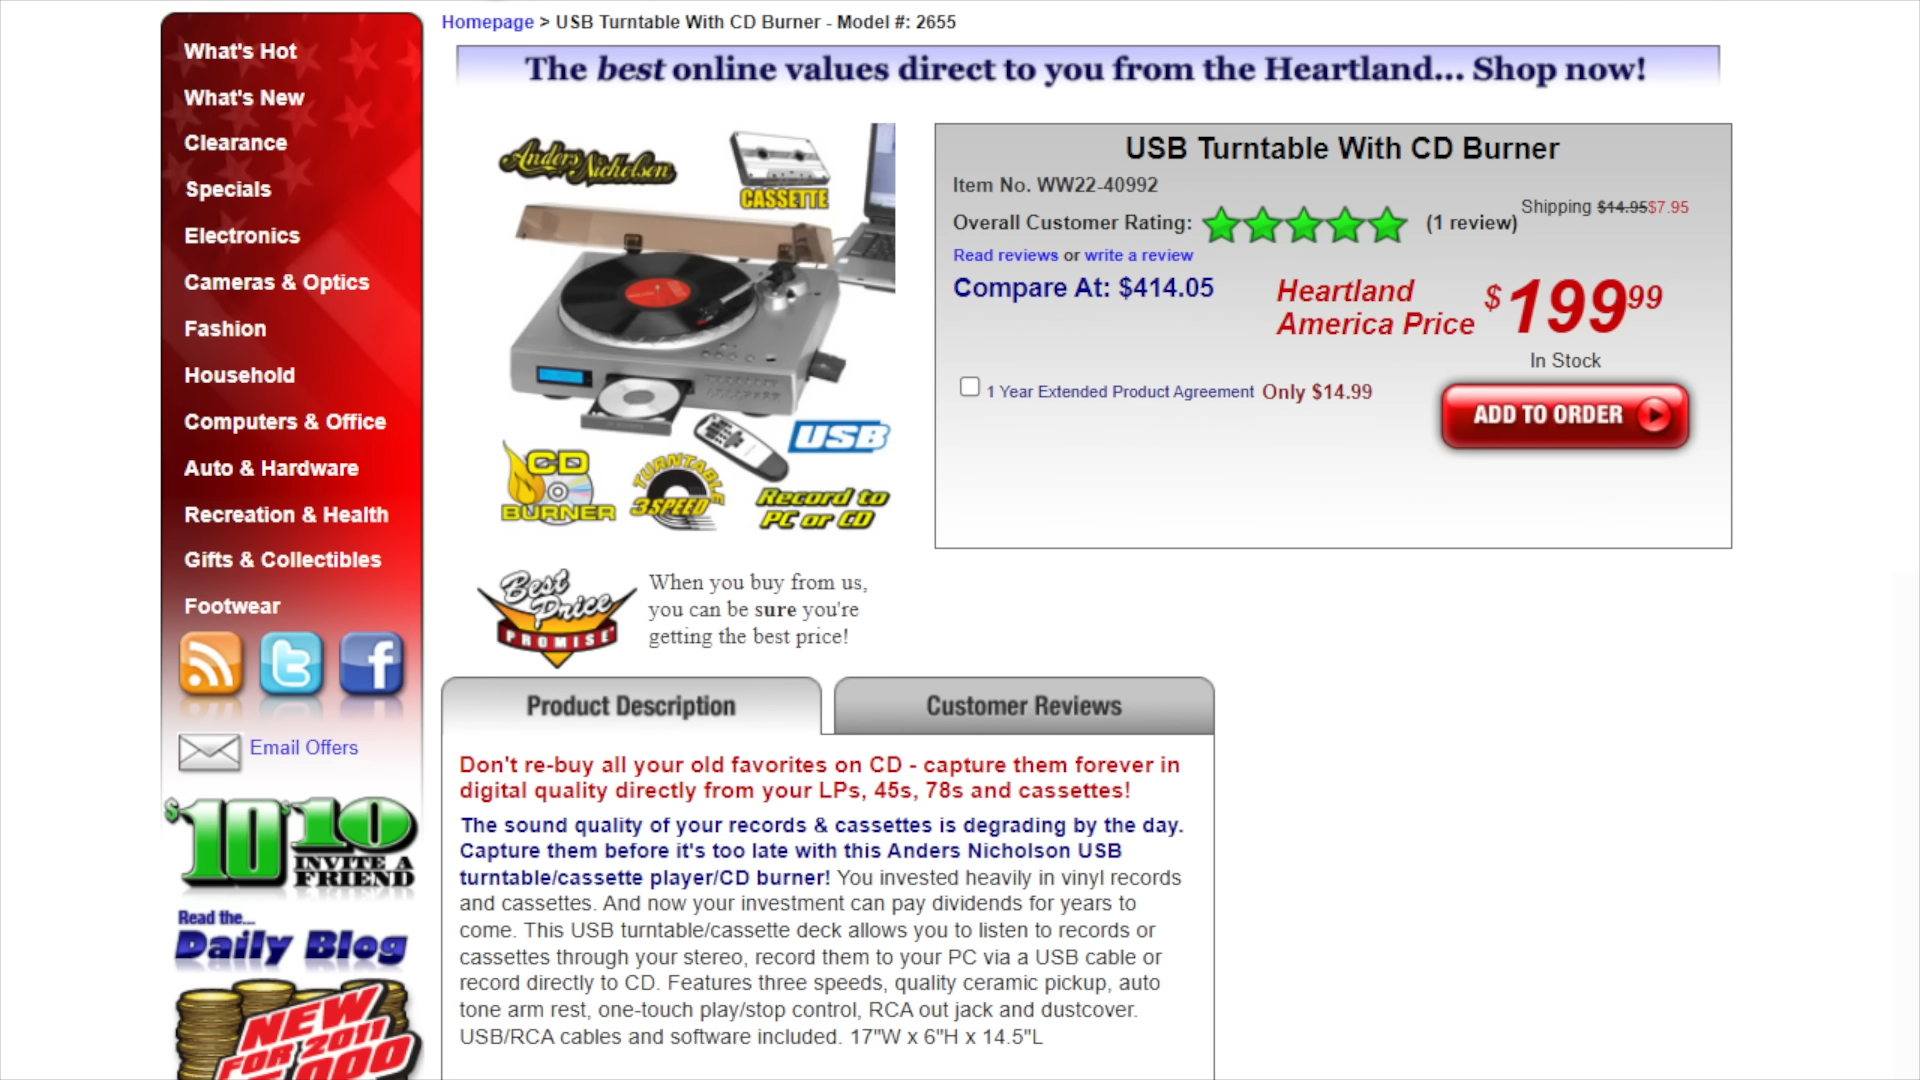 Homepage > USB Turntable With CD Burner - Model #: 2655
The best online values direct to you from the Heartland... Shop now!
What's Hot
What's New
Clearance
Specials
Electronics
Cameras & Optics
Fashion
Household
Computers & Office
Auto & Hardware
Recreation & Health
Gifts & Collectibles
Footwear
Email Offers
$10 $10
INVITE A
FRIEND
Read the...
Daily Blog
NEW
FOR 2011
Anders Nicholson
CASSETTE
USB
CD
BURNER
TURNTABLE
3 SPEED
Record to
PC or CD
USB Turntable With CD Burner
Item No. WW22-40992
Overall Customer Rating: (1 review)
Shipping $14.95$7.95
Read reviews or write a review
Compare At: $414.05
Heartland
America Price
$199.99
In Stock
1 Year Extended Product Agreement Only $14.99
ADD TO ORDER
Best
Price
PROMISE
When you buy from us,
you can be sure you're
getting the best price!
Product Description
Customer Reviews
Don't re-buy all your old favorites on CD - capture them forever in
digital quality directly from your LPs, 45s, 78s and cassettes!
The sound quality of your records & cassettes is degrading by the day.
Capture them before it's too late with this Anders Nicholson USB
turntable/cassette player/CD burner! You invested heavily in vinyl records
and cassettes. And now your investment can pay dividends for years to
come. This USB turntable/cassette deck allows you to listen to records or
cassettes through your stereo, record them to your PC via a USB cable or
record directly to CD. Features three speeds, quality ceramic pickup, auto
tone arm rest, one-touch play/stop control, RCA out jack and dustcover.
USB/RCA cables and software included. 17"W x 6"H x 14.5"L